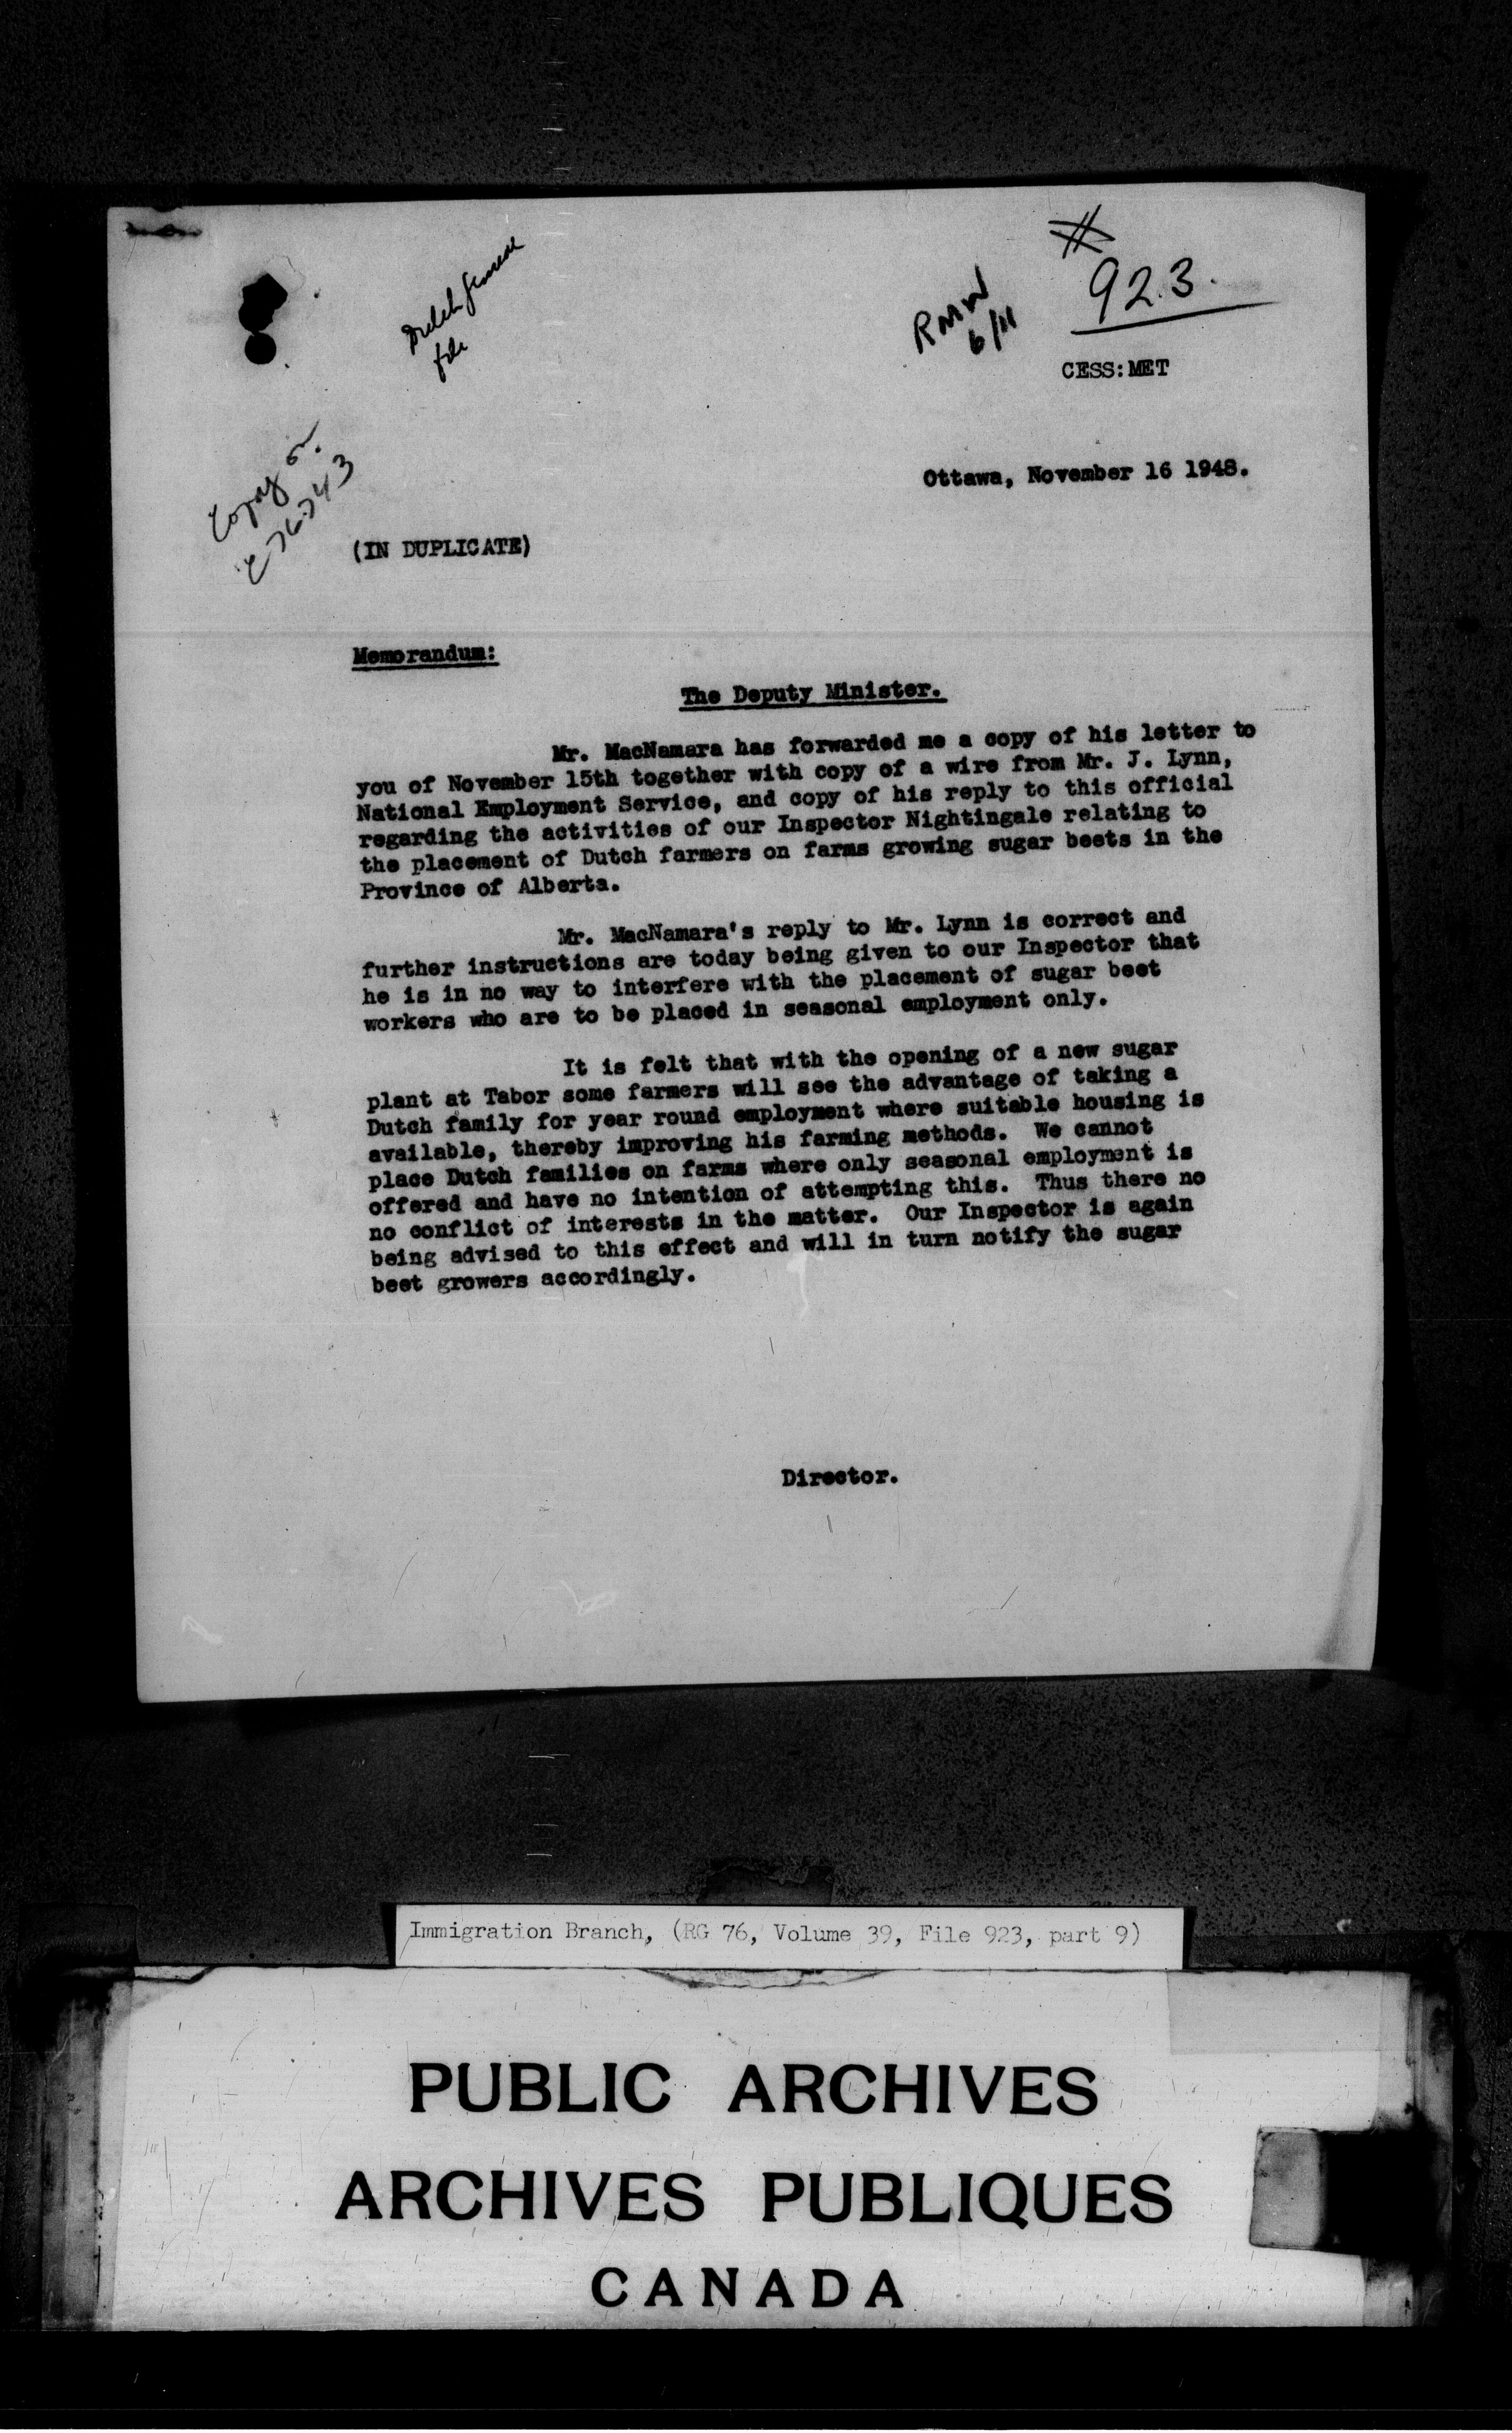 #
923.
RMW
6/11
Dutch General
file
CESS:MET
Copy on
Ottawa, November 16 1948.
(IN DUPLICATE)
Memorandum:
The Deputy Minister.
Mr. MacNamara has forwarded me a copy of his letter to
you of November 15th together with copy of a wire from Mr. J. Lynn,
National Employment Service, and copy of his reply to this official
regarding the activities of our Inspector Nightingale relating to
the placement of Dutch farmers on farms growing sugar beets in the
Province of Alberta.
Mr. MacNamara's reply to Mr. Lynn is correct and
further instructions are today being given to our Inspector that
he is in no way to interfere with the placement of sugar beet
workers who are to be placed in seasonal employment only.
It is felt that with the opening of a new sugar
plant at Tabor some farmers will see the advantage of taking a
Dutch family for year round employment where suitable housing is
available, thereby improving his farming methods. We cannot
place Dutch families on farms where only seasonal employment is
offered and have no intention of attempting this. Thus there no
no conflict of interests in the matter. Our Inspector is again
being advised to this effect and will in turn notify the sugar
beet growers accordingly.
Director.
Immigration Branch, (RG 76, Volume 39, File 923, part 9)
PUBLIC ARCHIVES
ARCHIVES PUBLIQUES
CANADA